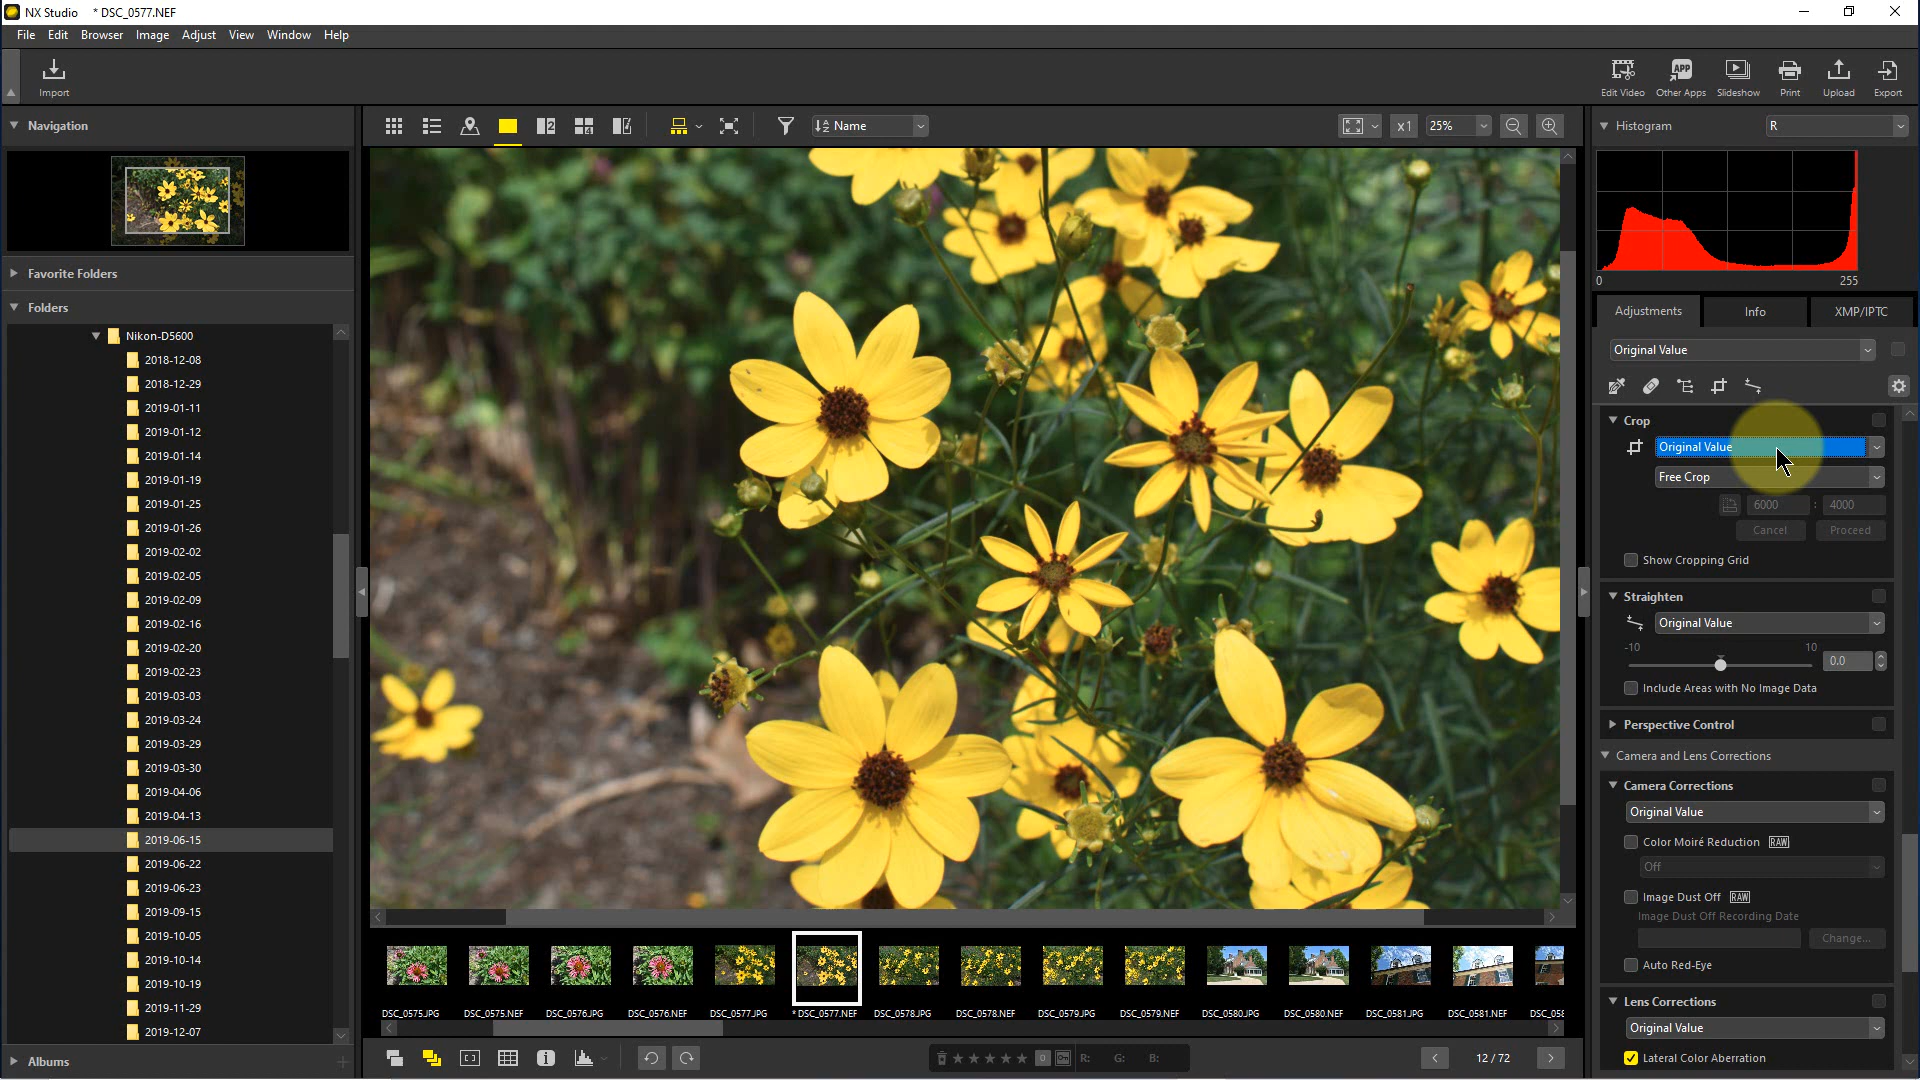 NX Studio * DSC_0577.NEF
File Edit Browser Image Adjust View Window Help
Import
Edit Video Other Apps Slideshow Print Upload Export
APP
Navigation
Name
x1
25%
Histogram
R
0
255
Favorite Folders
Folders
Nikon-D5600
2018-12-08
2018-12-29
2019-01-11
2019-01-12
2019-01-14
2019-01-19
2019-01-25
2019-01-26
2019-02-02
2019-02-05
2019-02-09
2019-02-16
2019-02-20
2019-02-23
2019-03-03
2019-03-24
2019-03-29
2019-03-30
2019-04-06
2019-04-13
2019-06-15
2019-06-22
2019-06-23
2019-09-15
2019-10-05
2019-10-14
2019-10-19
2019-11-29
2019-12-07
Albums
Adjustments Info XMP/IPTC
Original Value
Crop
Original Value
Free Crop
6000 : 4000
Cancel Proceed
Show Cropping Grid
Straighten
Original Value
-10 10
0.0
Include Areas with No Image Data
Perspective Control
Camera and Lens Corrections
Camera Corrections
Original Value
Color Moiré Reduction RAW
Off
Image Dust Off RAW
Image Dust Off Recording Date
Change...
Auto Red-Eye
Lens Corrections
Original Value
Lateral Color Aberration
DSC_0575.JPG DSC_0575.NEF DSC_0576.JPG DSC_0576.NEF DSC_0577.JPG * DSC_0577.NEF DSC_0578.JPG DSC_0578.NEF DSC_0579.JPG DSC_0579.NEF DSC_0580.JPG DSC_0580.NEF DSC_0581.JPG DSC_0581.NEF DSC_058
0 R: G: B:
12 / 72